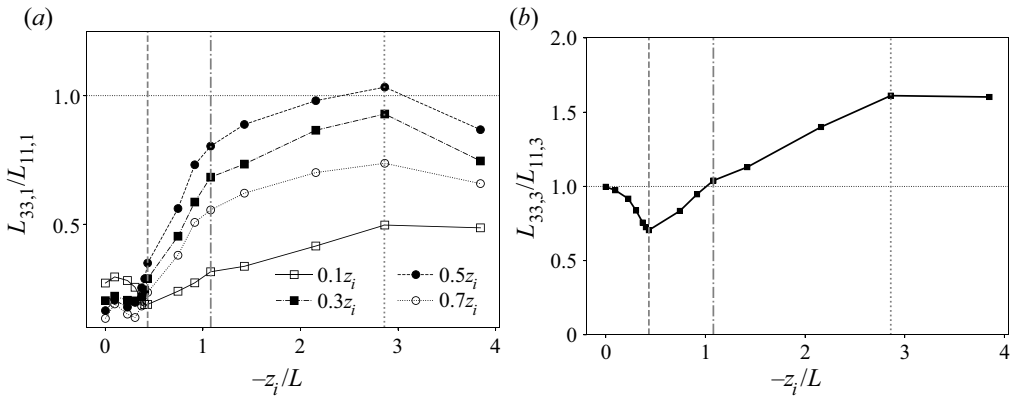 (a)
1.0
0.5
L33,1/L11,1
0.1zi
0.5zi
0.3zi
0.7zi
0 1 2 3 4
–zi/L
(b)
2.0
1.5
1.0
0.5
0
L33,3/L11,3
0 1 2 3 4
–zi/L